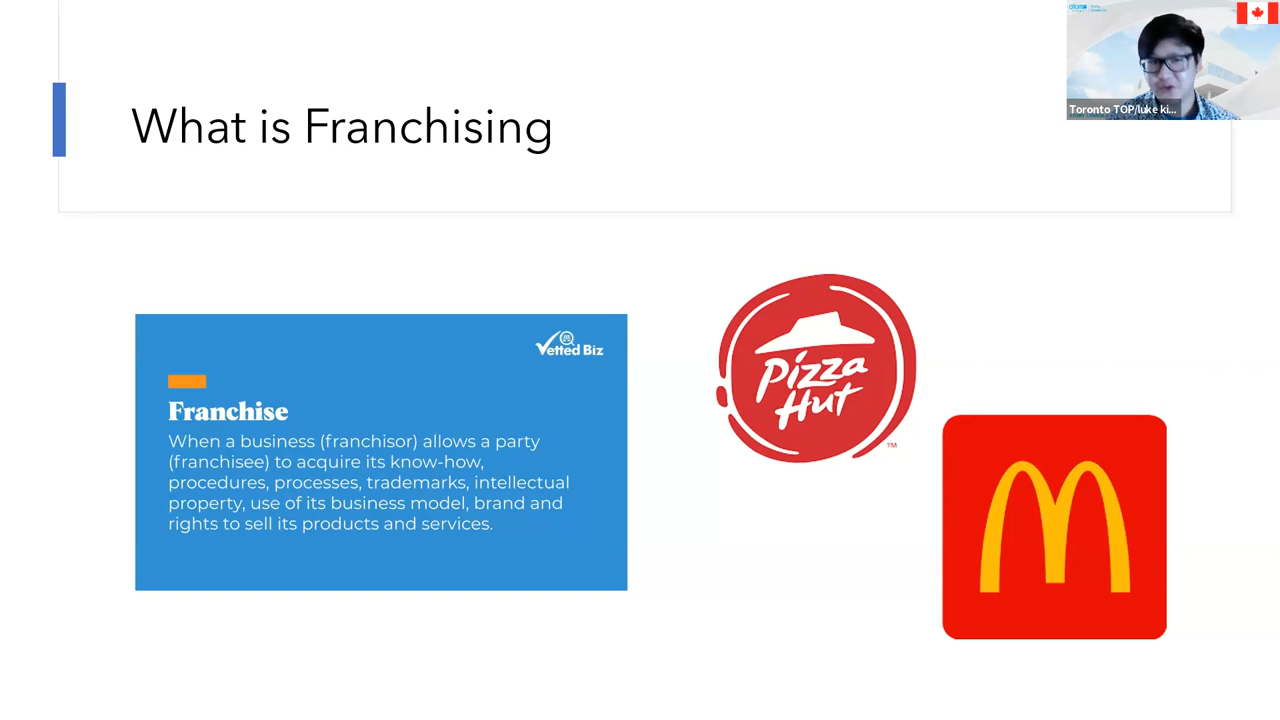 What is Franchising
Toronto TOP/luke ki...
Vetted Biz
Franchise
When a business (franchisor) allows a party
(franchisee) to acquire its know-how,
procedures, processes, trademarks, intellectual
property, use of its business model, brand and
rights to sell its products and services.
Pizza
Hut
TM